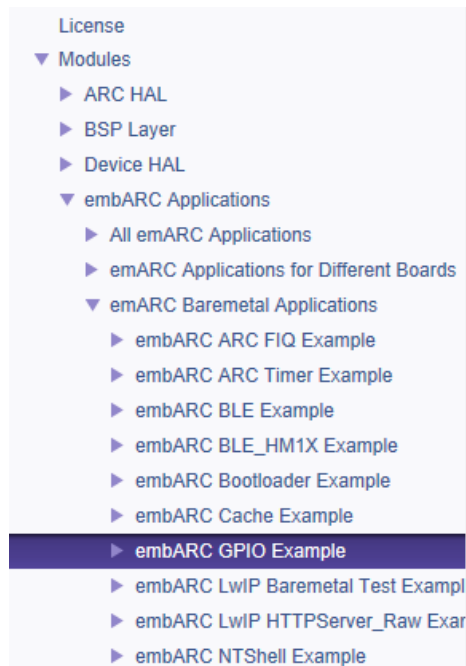 License
Modules
ARC HAL
BSP Layer
Device HAL
embARC Applications
All emARC Applications
emARC Applications for Different Boards
emARC Baremetal Applications
embARC ARC FIQ Example
embARC ARC Timer Example
embARC BLE Example
embARC BLE_HM1X Example
embARC Bootloader Example
embARC Cache Example
embARC GPIO Example
embARC LwIP Baremetal Test Exampl
embARC LwIP HTTPServer_Raw Exar
embARC NTShell Example